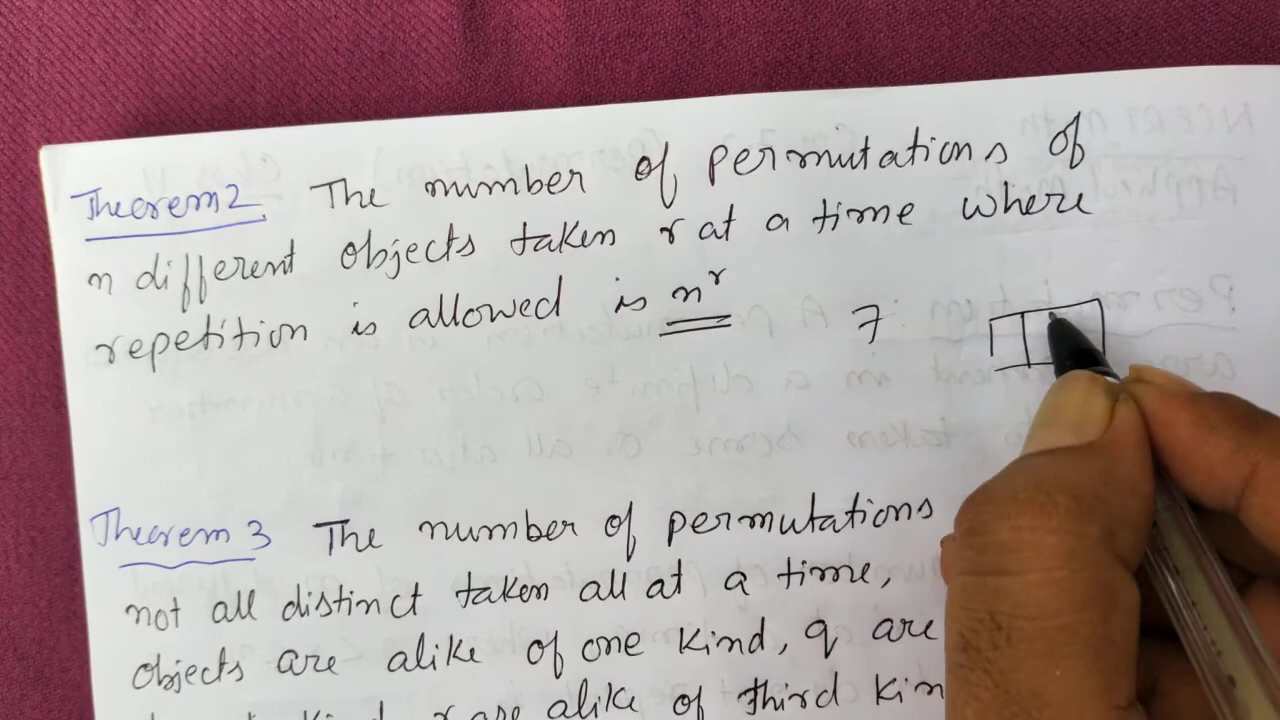 Theorem 2 The number of permutations of
n different objects taken r at a time where
repetition is allowed is n^r
7
Theorem 3 The number of permutations
not all distinct taken all at a time,
objects are alike of one kind, q are
kind, r are alike of third kin